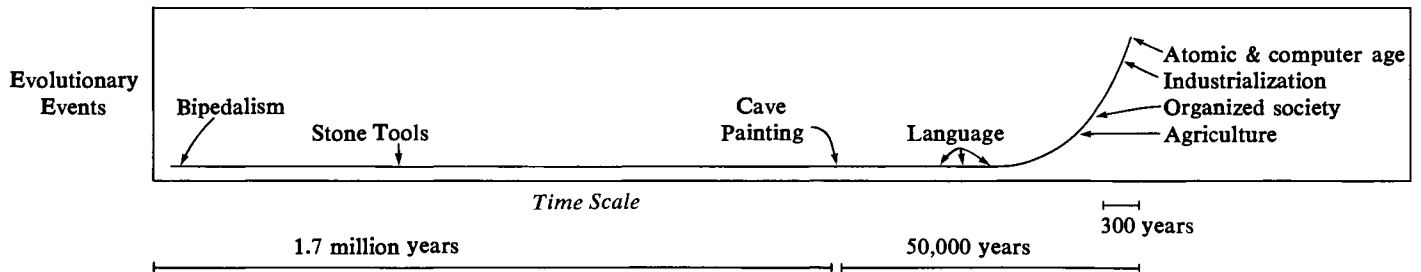 Evolutionary
Events
Bipedalism
Stone Tools
Cave
Painting
Language
Atomic & computer age
Industrialization
Organized society
Agriculture
Time Scale
300 years
1.7 million years
50,000 years